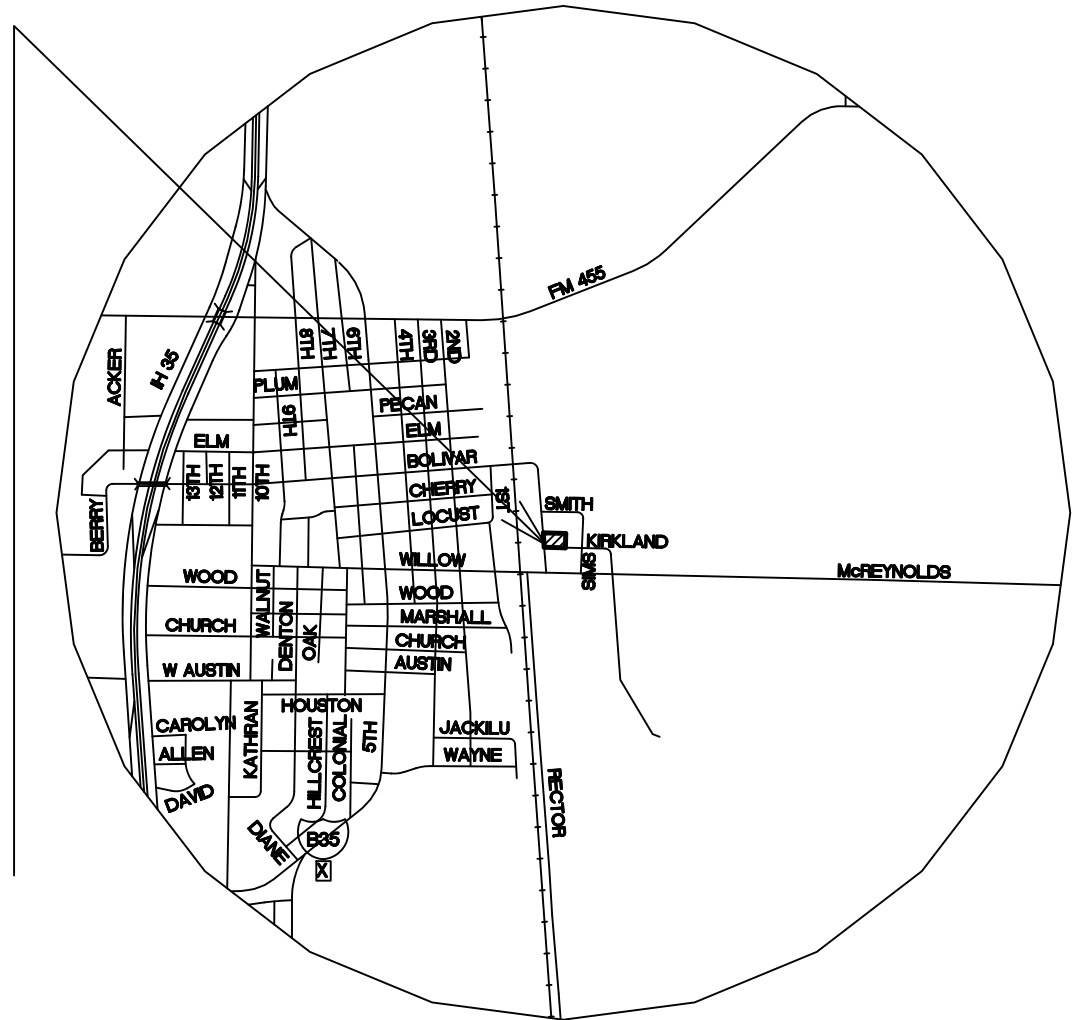 FM 455
8TH
7TH
6TH
4TH
3RD
2ND
ACKER
IH 35
PLUM
9TH
PECAN
ELM
ELM
BOLIVAR
13TH
12TH
11TH
10TH
CHERRY
1ST
SMITH
BERRY
LOCUST
KIRKLAND
WILLOW
SIMS
McREYNOLDS
WOOD
WALNUT
WOOD
DENTON
MARSHALL
CHURCH
OAK
CHURCH
W AUSTIN
AUSTIN
HOUSTON
CAROLYN
KATHRAN
HILLCREST
COLONIAL
5TH
JACKILU
ALLEN
WAYNE
DAVID
RECTOR
DIANE
B35
X